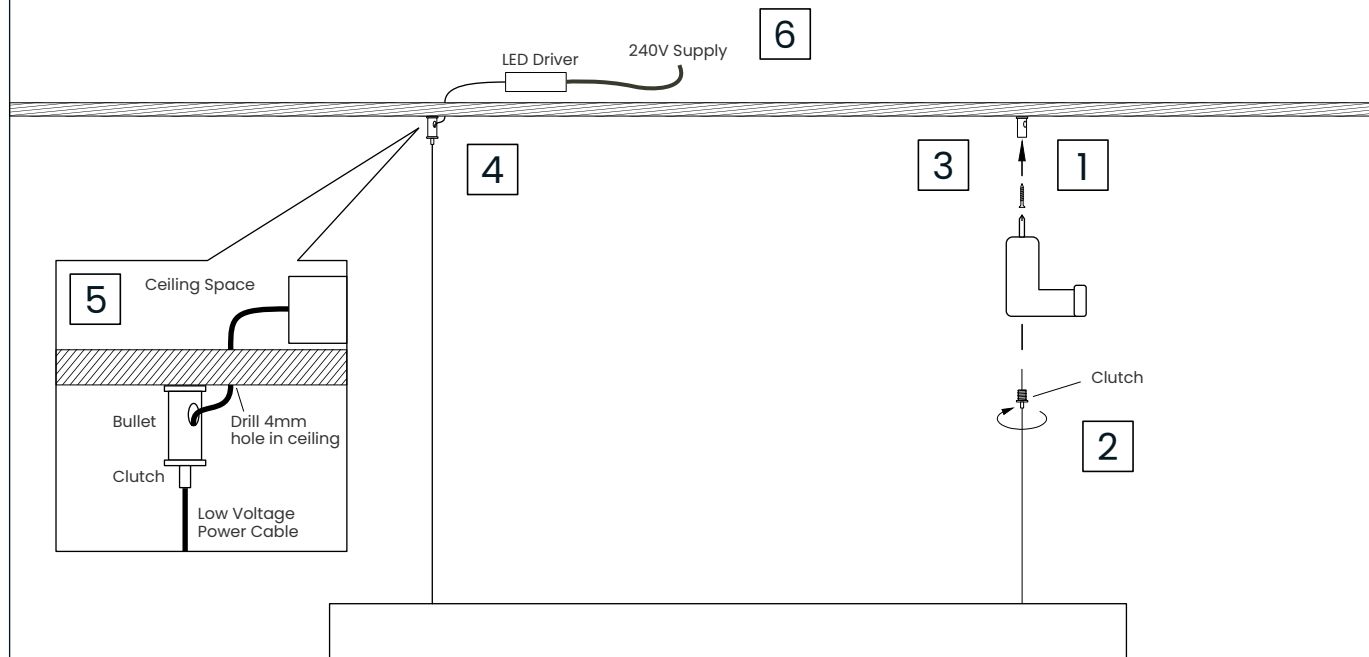 6
240V Supply
LED Driver
4
3
1
5
Ceiling Space
Clutch
Bullet
Drill 4mm
hole in ceiling
2
Clutch
Low Voltage
Power Cable